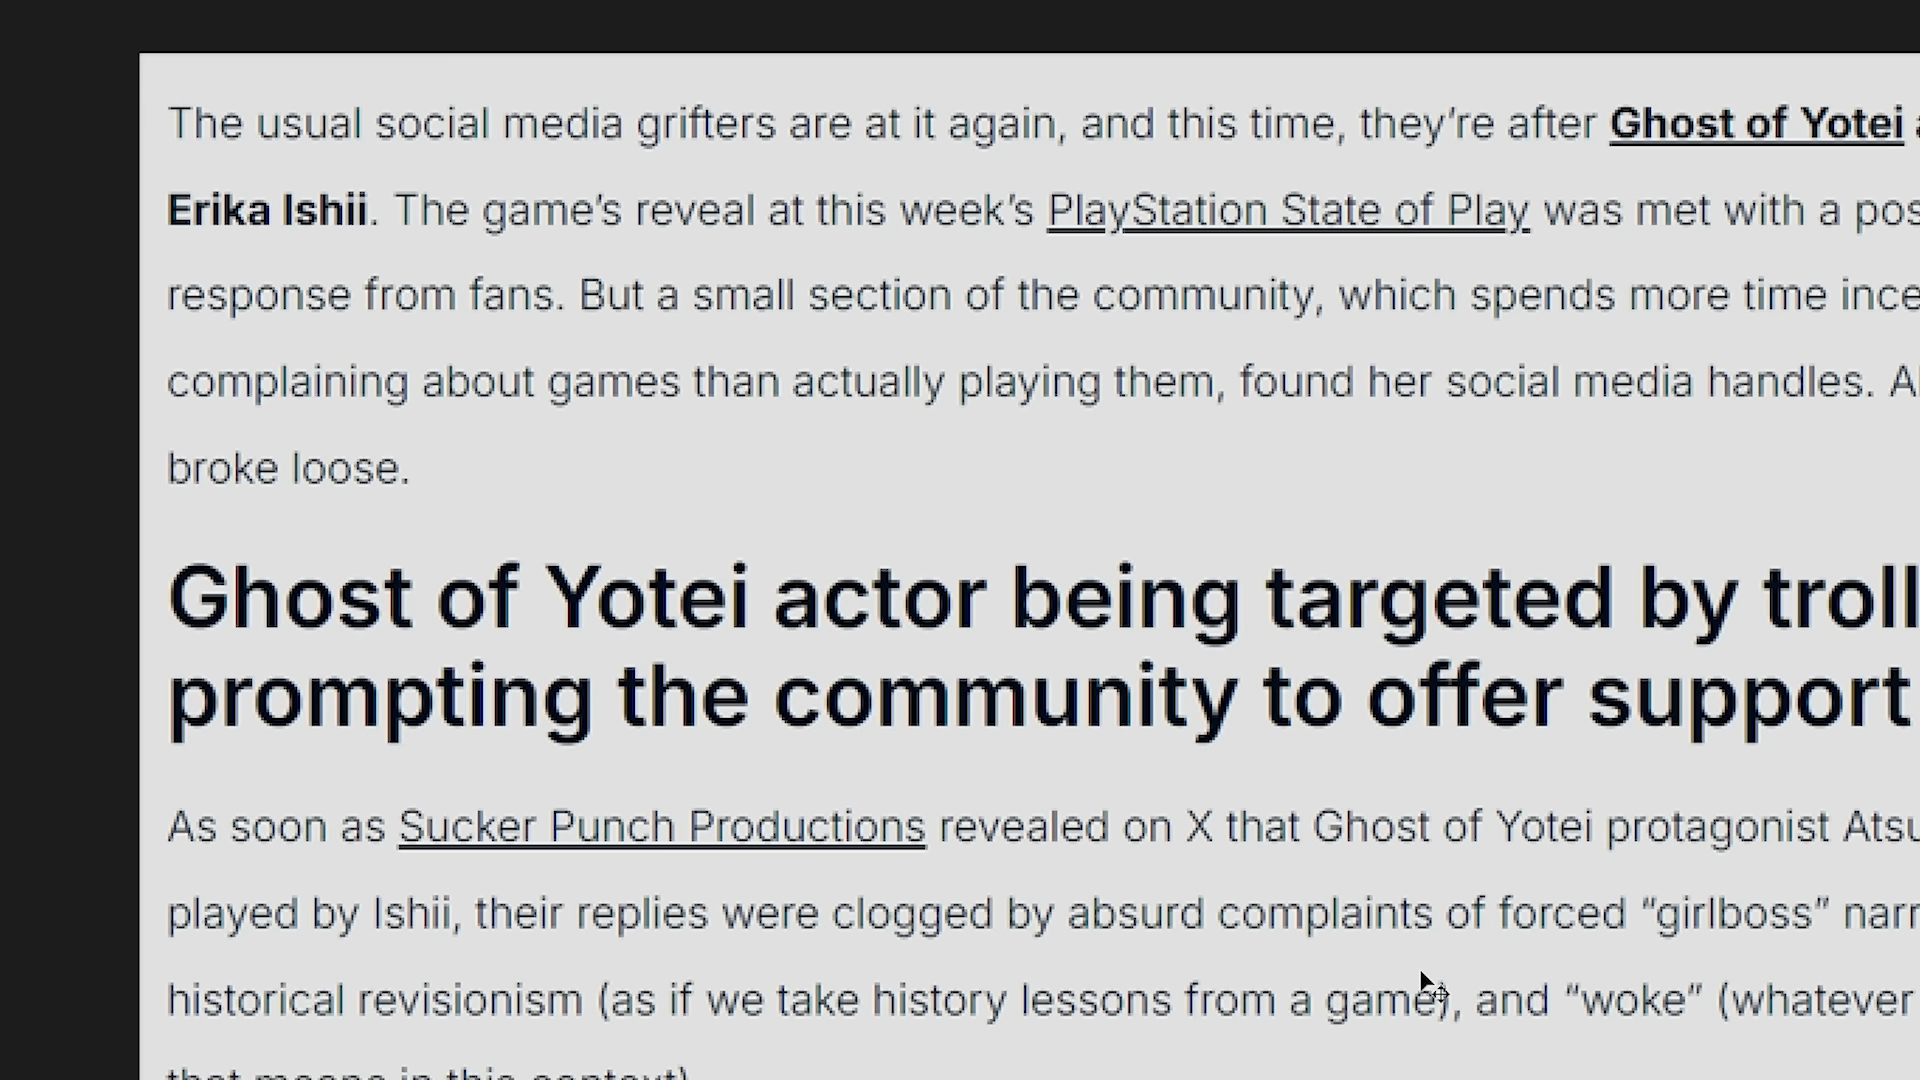 The usual social media grifters are at it again, and this time, they’re after Ghost of Yotei
Erika Ishii. The game’s reveal at this week’s PlayStation State of Play was met with a pos
response from fans. But a small section of the community, which spends more time ince
complaining about games than actually playing them, found her social media handles. Al
broke loose.
Ghost of Yotei actor being targeted by troll
prompting the community to offer support
As soon as Sucker Punch Productions revealed on X that Ghost of Yotei protagonist Atsu
played by Ishii, their replies were clogged by absurd complaints of forced “girlboss” narr
historical revisionism (as if we take history lessons from a game), and “woke” (whatever
that means in this context)